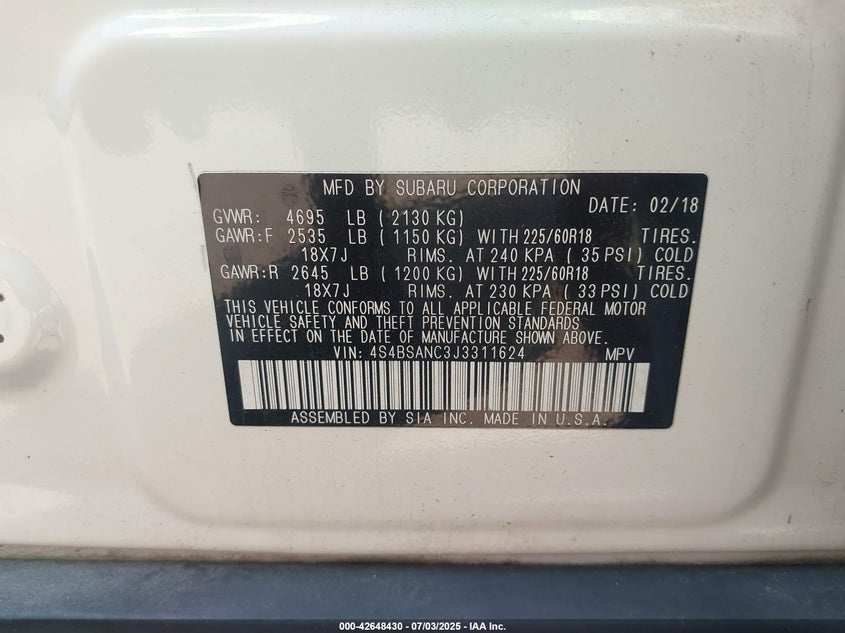 MFD BY SUBARU CORPORATION
DATE: 02/18
GVWR: 4695 LB ( 2130 KG)
GAWR:F 2535 LB ( 1150 KG) WITH 225/60R18 TIRES.
18X7J RIMS. AT 240 KPA ( 35 PSI) COLD
GAWR:R 2645 LB ( 1200 KG) WITH 225/60R18 TIRES.
18X7J RIMS. AT 230 KPA ( 33 PSI) COLD
THIS VEHICLE CONFORMS TO ALL APPLICABLE FEDERAL MOTOR
VEHICLE SAFETY AND THEFT PREVENTION STANDARDS
IN EFFECT ON THE DATE OF MANUFACTURE SHOWN ABOVE.
VIN: 4S4BSANC3J3311624 MPV
ASSEMBLED BY SIA INC. MADE IN U.S.A.
000-42648430 - 07/03/2025 - IAA Inc.